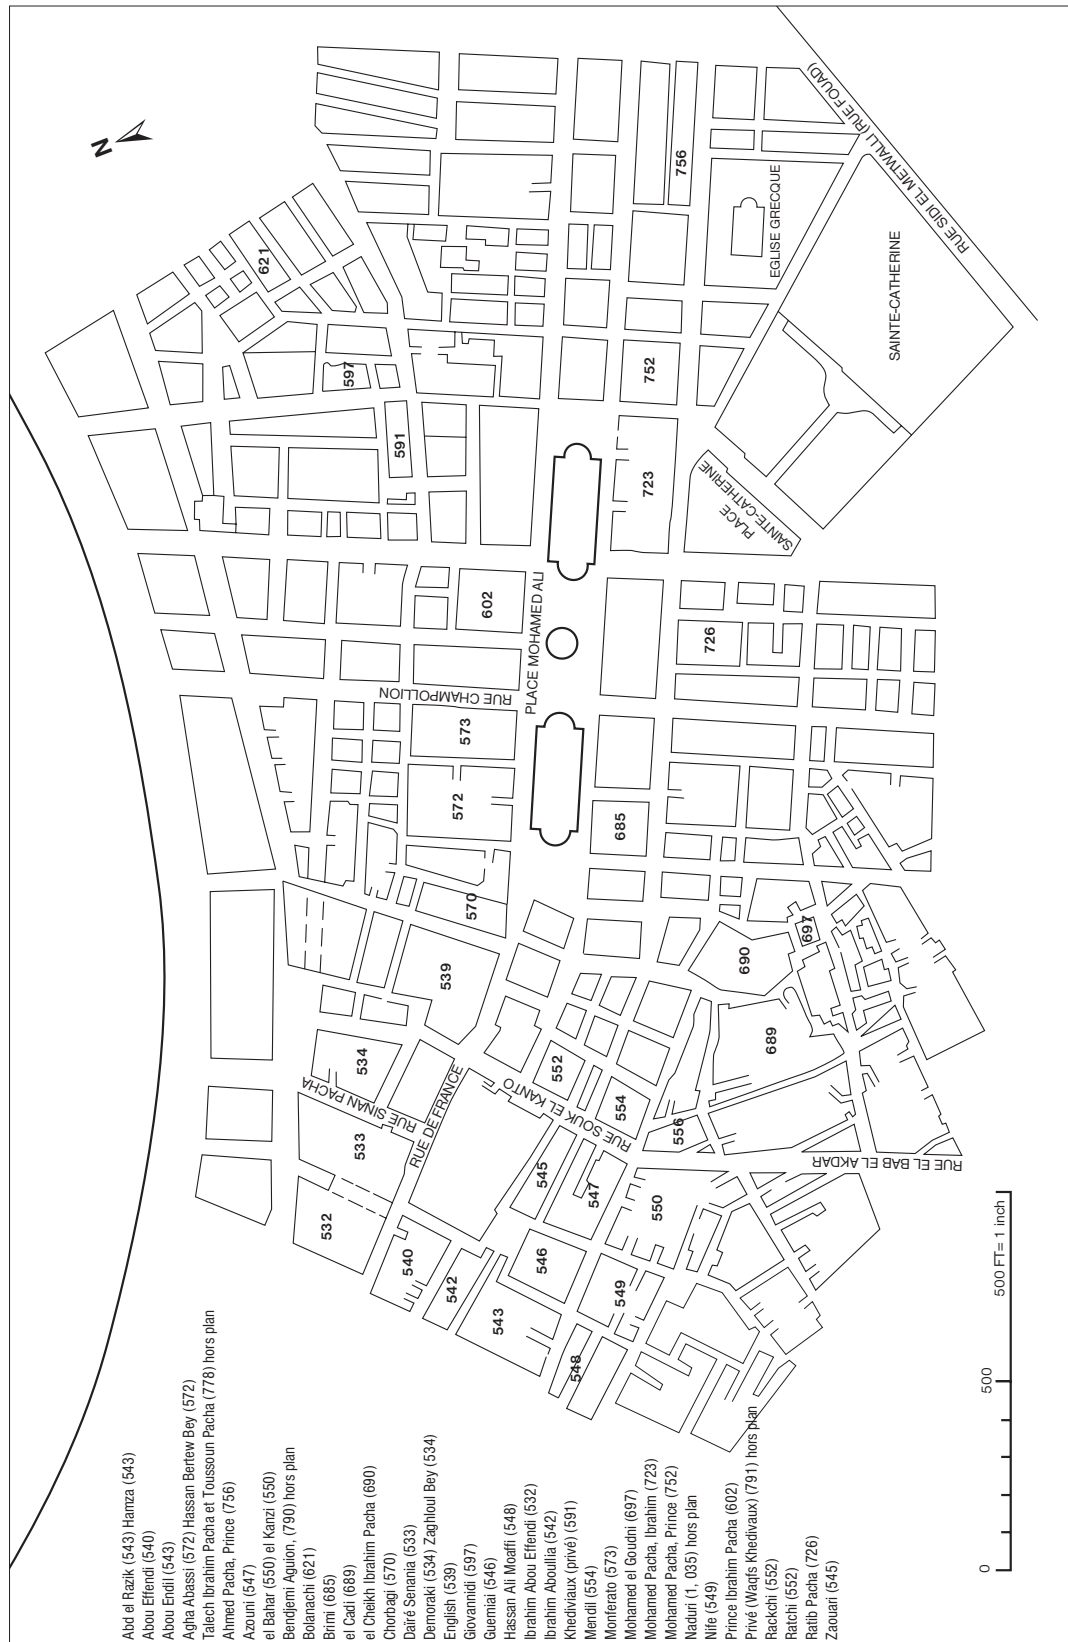 N
RUE SIDI EL METWALLI (RUE FOUAD)
SAINTE-CATHERINE
EGLISE GRECQUE
PLACE
SAINTE-CATHERINE
PLACE MOHAMED ALI
RUE CHAMPOLLION
RUE SINAN PACHA
RUE DE FRANCE
RUE SOUK EL KANTO
RUE EL BAB EL AKDAR
621
597
591
602
573
572
570
539
534
533
532
540
542
543
545
546
547
548
549
550
552
554
556
685
689
690
697
723
726
752
756
0
500
500 FT= 1 inch
Abd el Razik (543) Hamza (543)
Abou Effendi (540)
Abou Endil (543)
Agha Abassi (572) Hassan Bertew Bey (572)
Talech Ibrahim Pacha et Toussoun Pacha (778) hors plan
Ahmed Pacha, Prince (756)
Azouni (547)
el Bahar (550) el Kanzi (550)
Bendjemi Aguion, (790) hors plan
Bolanachi (621)
Brimi (685)
el Cadi (689)
el Cheikh Ibrahim Pacha (690)
Chorbagi (570)
Dairé Senania (533)
Demoraki (534) Zaghloul Bey (534)
English (539)
Giovannidi (597)
Guemiai (546)
Hassan Ali Moaffi (548)
Ibrahim Abou Effendi (532)
Ibrahim Aboullia (542)
Khediviaux (privé) (591)
Mendil (554)
Monferato (573)
Mohamed el Goudni (697)
Mohamed Pacha, Ibrahim (723)
Mohamed Pacha, Prince (752)
Naduri (1, 035) hors plan
Nife (549)
Prince Ibrahim Pacha (602)
Privé (Waqfs Khedivaux) (791) hors plan
Rackchi (552)
Ratchi (552)
Ratib Pacha (726)
Zaouari (545)